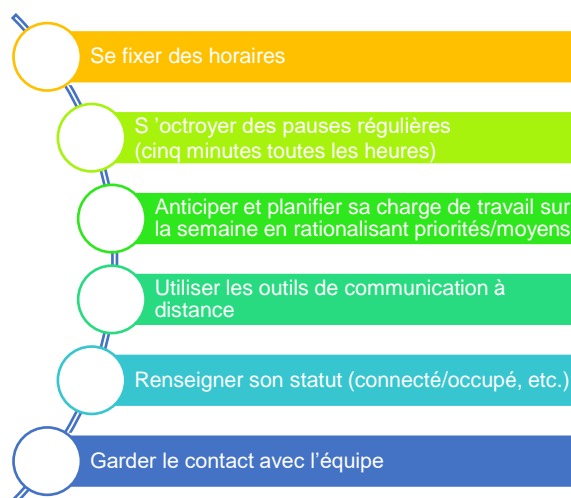 Se fixer des horaires
S 'octroyer des pauses régulières
(cinq minutes toutes les heures)
Anticiper et planifier sa charge de travail sur
la semaine en rationalisant priorités/moyens
Utiliser les outils de communication à
distance
Renseigner son statut (connecté/occupé, etc.)
Garder le contact avec l'équipe